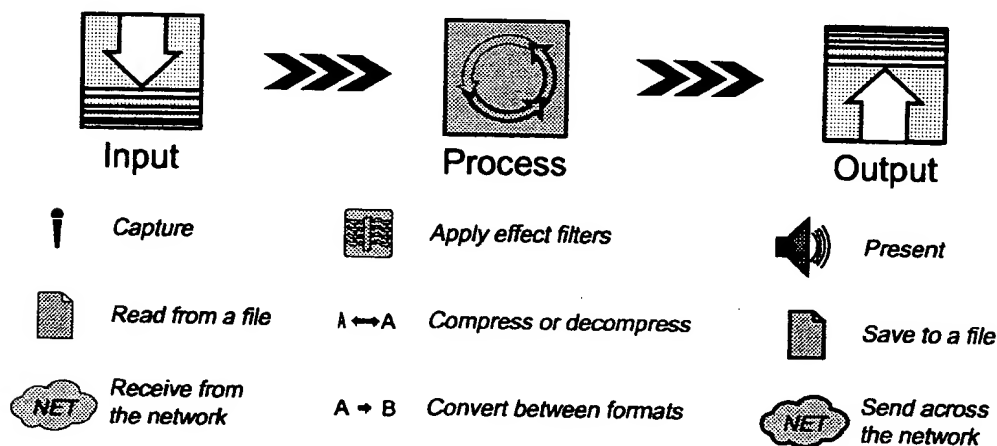 Input
Process
Output
Capture
Apply effect filters
Present
Read from a file
A ↔ A Compress or decompress
Save to a file
NET Receive from
the network
A → B Convert between formats
NET Send across
the network